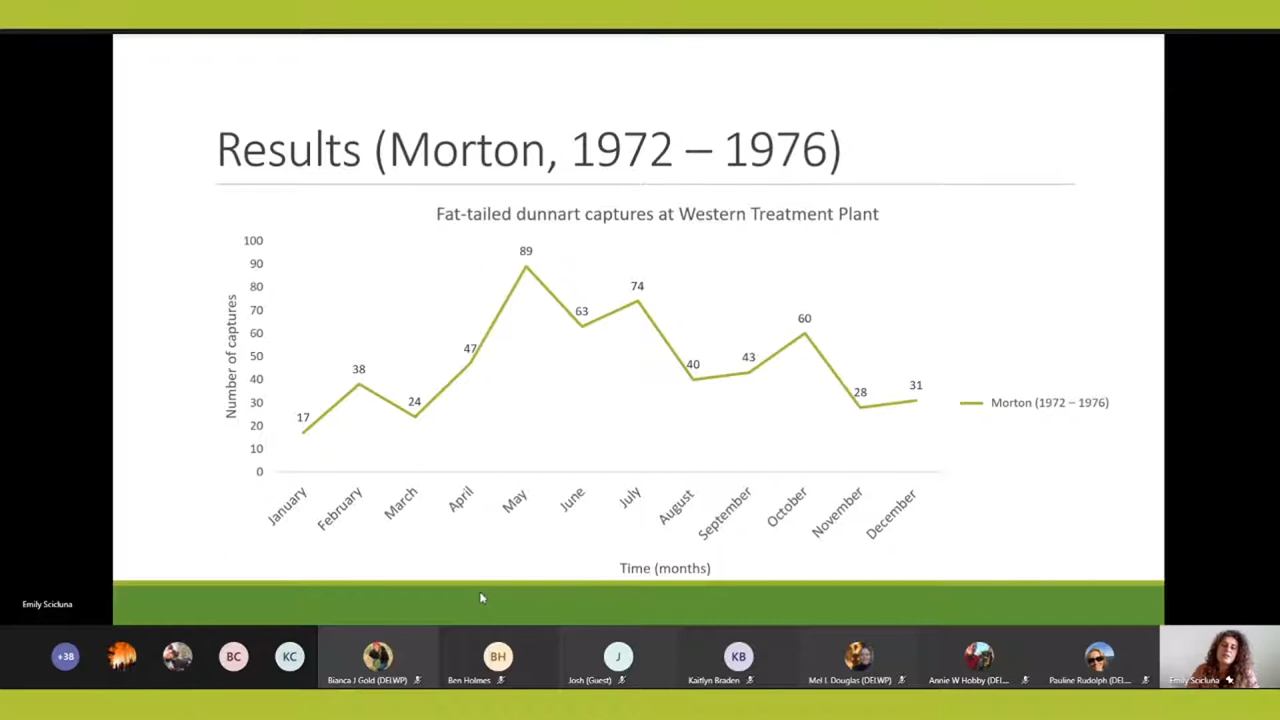 Results (Morton, 1972 – 1976)
Fat-tailed dunnart captures at Western Treatment Plant
100
90
80
70
60
50
40
30
20
10
0
Number of captures
17
38
24
47
89
63
74
40
43
60
28
31
Morton (1972 – 1976)
January
February
March
April
May
June
July
August
September
October
November
December
Time (months)
Emily Scicluna
+38
BC
KC
BH
J
KB
Bianca J Gold (DELWP)
Ben Holmes
Josh (Guest)
Kaitlyn Braden
Mel I. Douglas (DELWP)
Annie W Hobby (DEL...
Pauline Rudolph (DEL...
Emily Scicluna